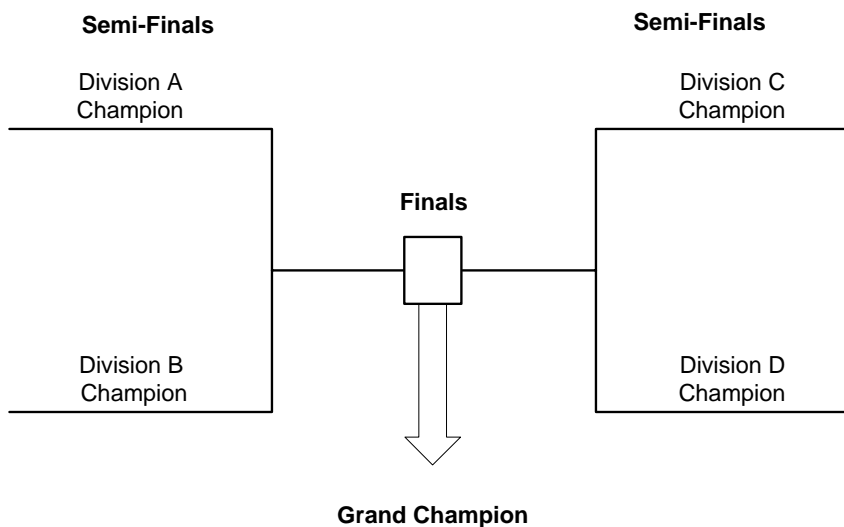 Semi-Finals
Semi-Finals
Division A
Champion
Division C
Champion
Finals
Division B
Champion
Division D
Champion
Grand Champion